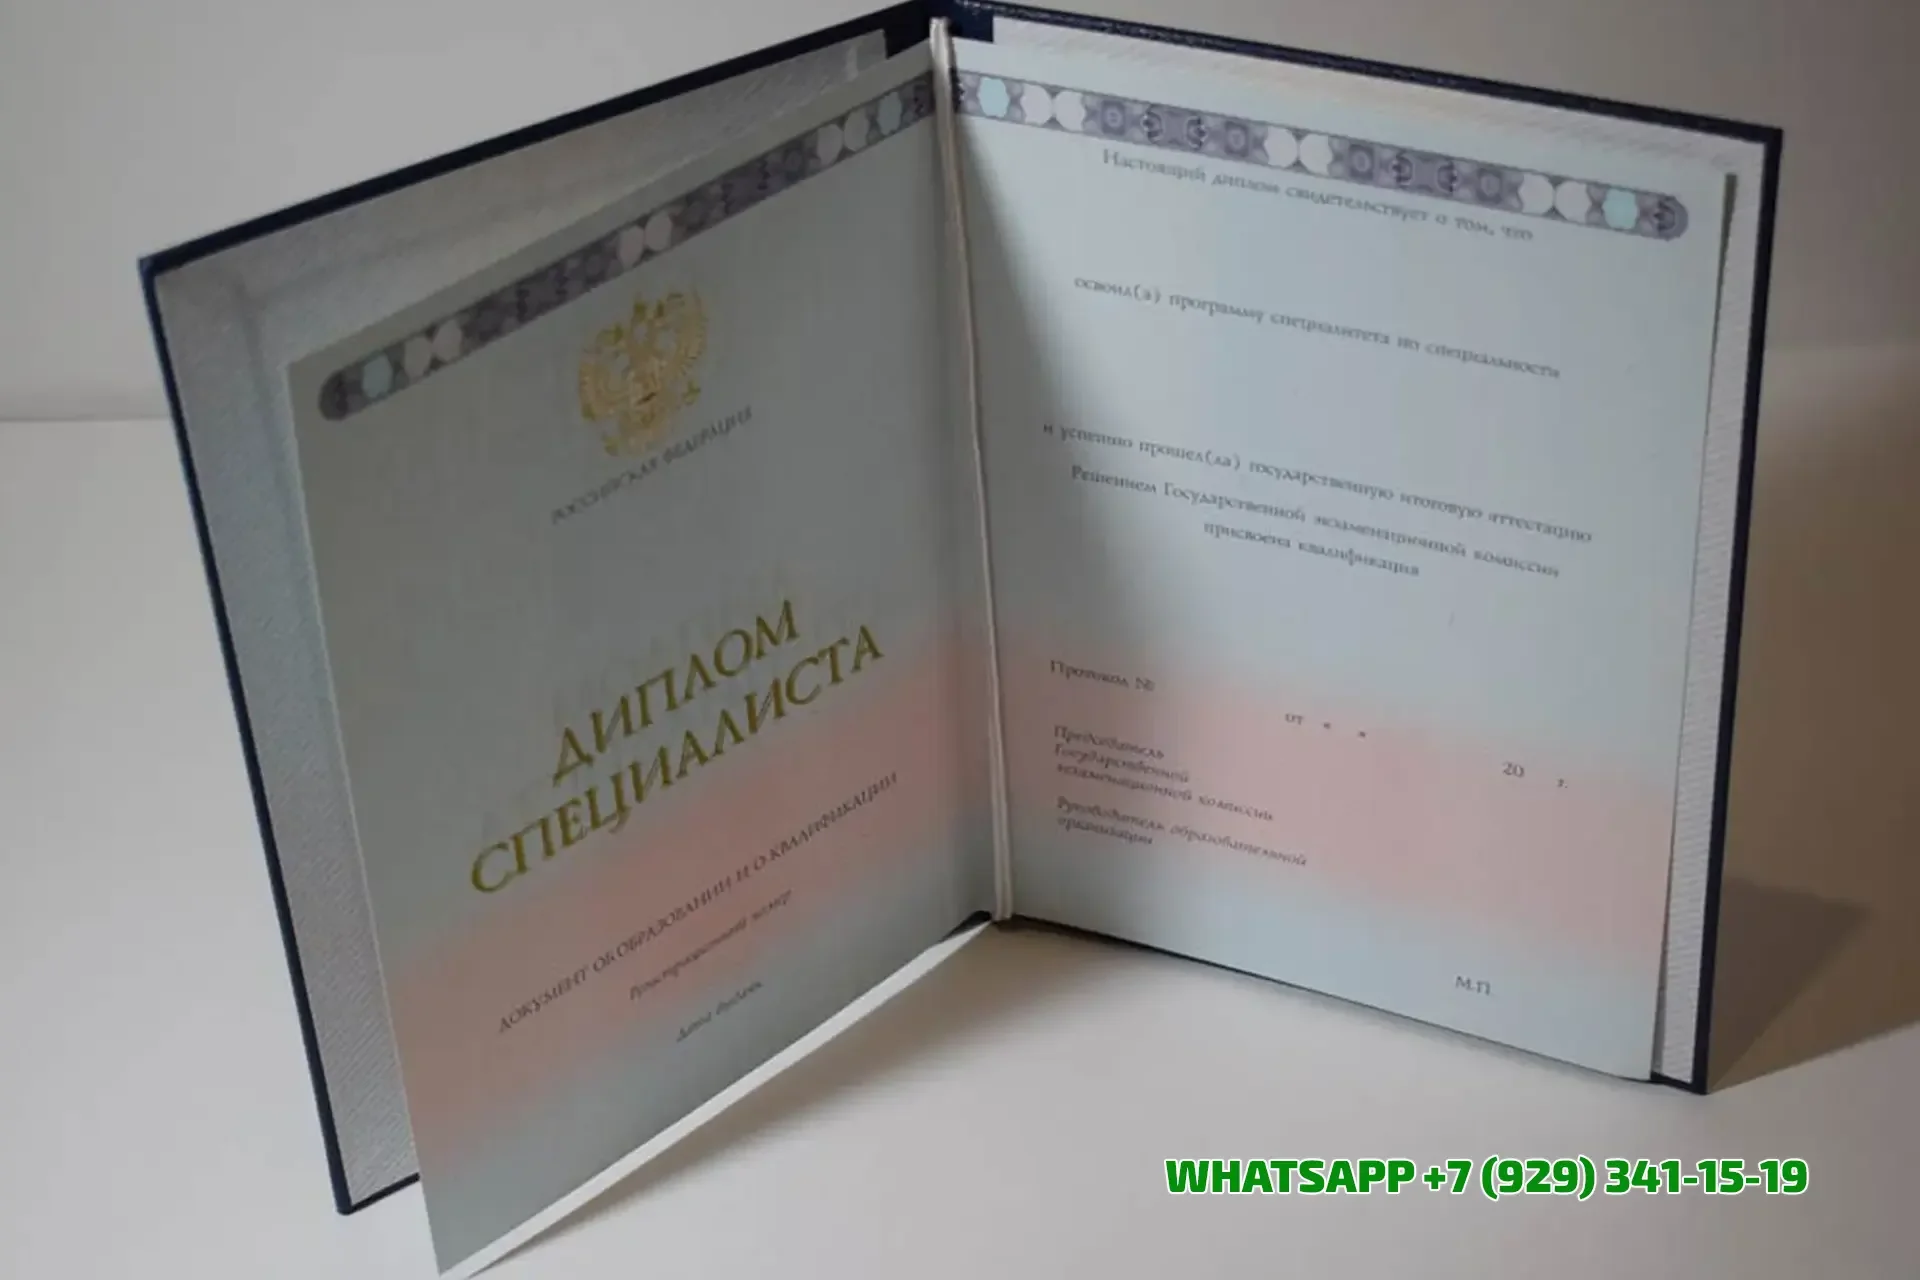 РОССИЙСКАЯ ФЕДЕРАЦИЯ
ДИПЛОМ
СПЕЦИАЛИСТА
ДОКУМЕНТ ОБ ОБРАЗОВАНИИ И О КВАЛИФИКАЦИИ
Регистрационный номер
Дата выдачи
Настоящий диплом свидетельствует о том, что
освоил(а) программу специалитета по специальности
и успешно прошел(ла) государственную итоговую аттестацию
Решением Государственной экзаменационной комиссии
присвоена квалификация
Протокол №
от « » 20 г.
Председатель
Государственной
экзаменационной комиссии
Руководитель образовательной
организации
М.П.
WHATSAPP +7 (929) 341-15-19